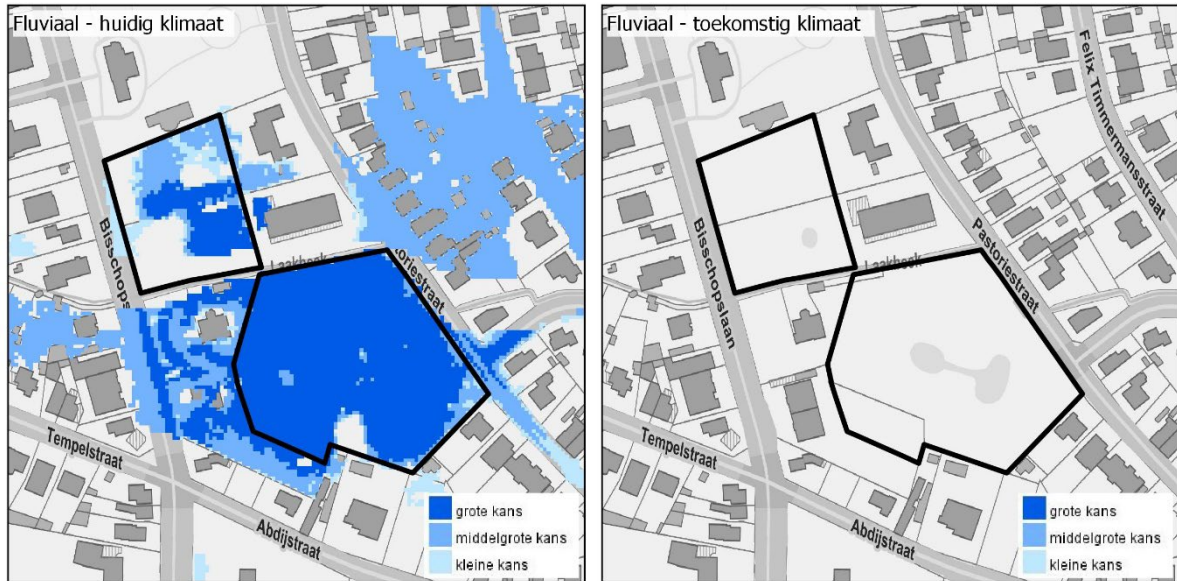 Fluviaal - huidig klimaat
Bisschops
Laakbeek
toriestraat
Tempelstraat
Abdijstraat
grote kans
middelgrote kans
kleine kans
Fluviaal - toekomstig klimaat
Felix Timmermansstraat
Laakbeek
Pastoriestraat
Bisschopslaan
Tempelstraat
Abdijstraat
grote kans
middelgrote kans
kleine kans